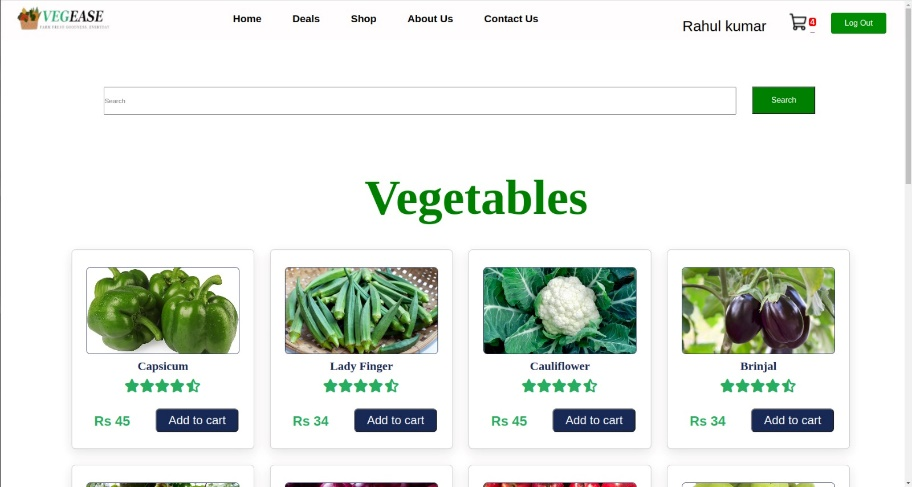 VEGEASE
Home Deals Shop About Us Contact Us
Rahul kumar
4
Log Out
Search
Search
Vegetables
Capsicum
Rs 45
Add to cart
Lady Finger
Rs 34
Add to cart
Cauliflower
Rs 45
Add to cart
Brinjal
Rs 34
Add to cart